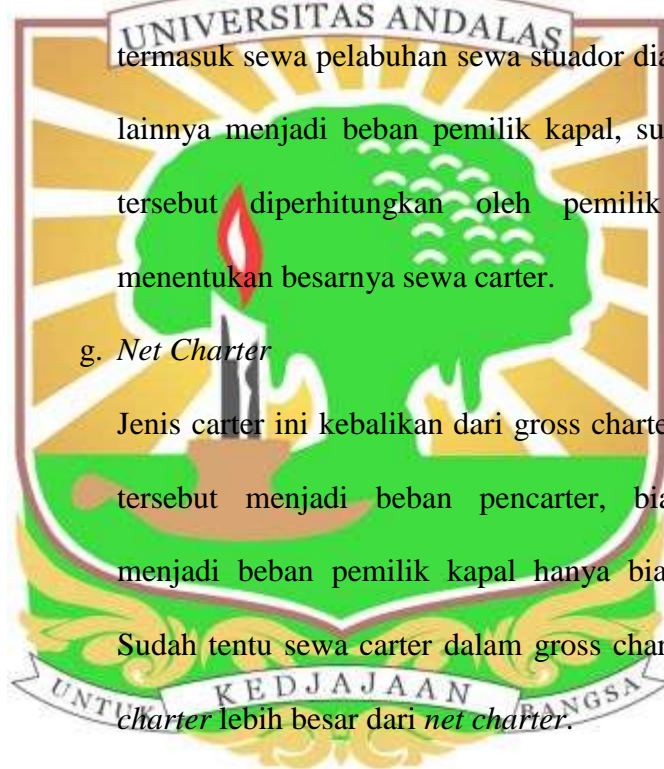 UNIVERSITAS ANDALAS
termasuk sewa pelabuhan sewa stuador dia
lainnya menjadi beban pemilik kapal, su
tersebut diperhitungkan oleh pemilik
menentukan besarnya sewa carter.
g. Net Charter
Jenis carter ini kebalikan dari gross charte
tersebut menjadi beban pencarter, bia
menjadi beban pemilik kapal hanya bia
Sudah tentu sewa carter dalam gross char
charter lebih besar dari net charter.
UNTUK KEDJAJAAN BANGSA